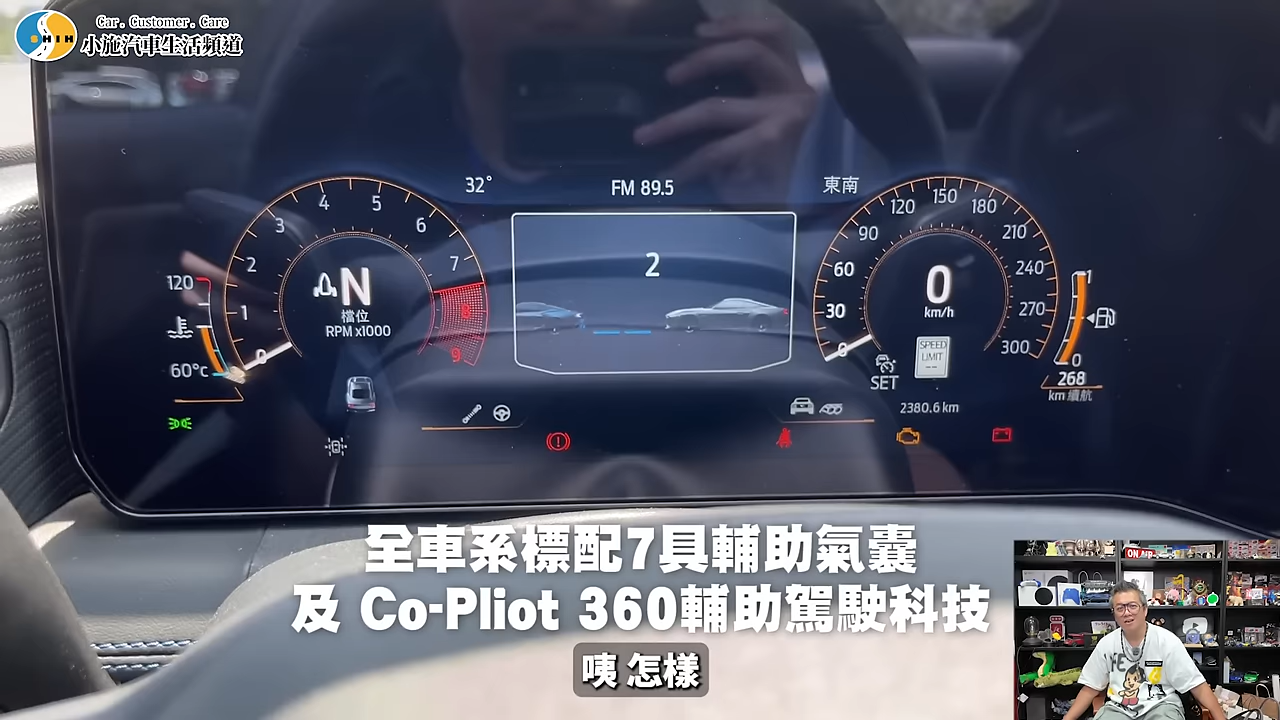 Car. Customer. Care
SHIH
小施汽車生活頻道
32°
FM 89.5
東南
1
2
3
4
5
6
7
8
9
0
N
檔位
RPM x1000
120
60°c
2
0
30
60
90
120
150
180
210
240
270
300
0
km/h
SPEED
LIMIT
--
SET
2380.6 km
1
0
268
km 續航
全車系標配7具輔助氣囊
及 Co-Pliot 360輔助駕駛科技
咦 怎樣
ON AIR